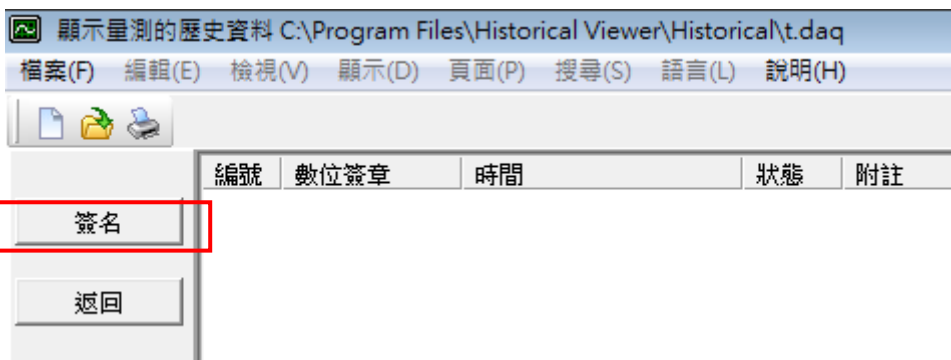 顯示量測的歷史資料 C:\Program Files\Historical Viewer\Historical\t.daq
檔案(F) 編輯(E) 檢視(V) 顯示(D) 頁面(P) 搜尋(S) 語言(L) 說明(H)
編號 數位簽章 時間 狀態 附註
簽名
返回